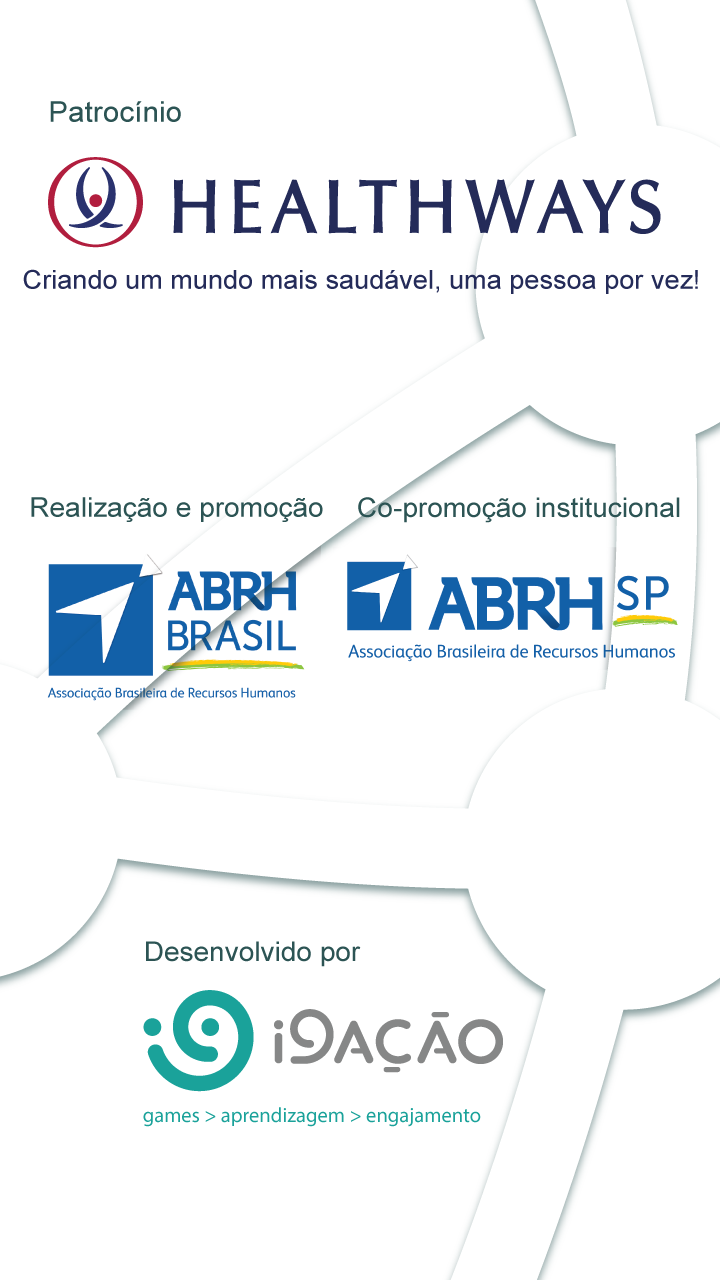 Patrocínio
HEALTHWAYS
Criando um mundo mais saudável, uma pessoa por vez!
Realização e promoção
ABRH
BRASIL
Associação Brasileira de Recursos Humanos
Co-promoção institucional
ABRH SP
Associação Brasileira de Recursos Humanos
Desenvolvido por
i9AÇÃO
games > aprendizagem > engajamento